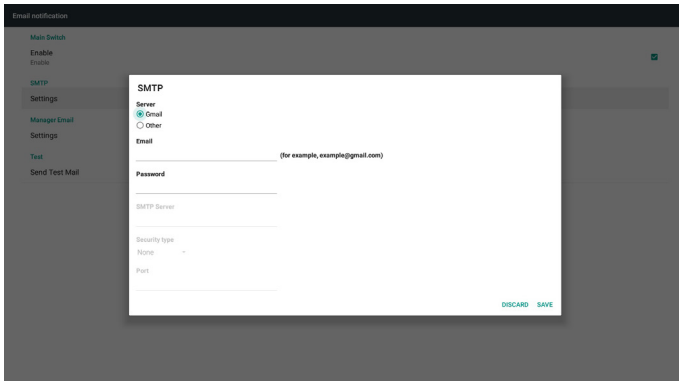 Email notification
Main Switch
Enable
Enable
SMTP
Settings
Manager Email
Settings
Test
Send Test Mail
SMTP
Server
Gmail
Other
Email
(for example, example@gmail.com)
Password
SMTP Server
Security type
None
Port
DISCARD SAVE